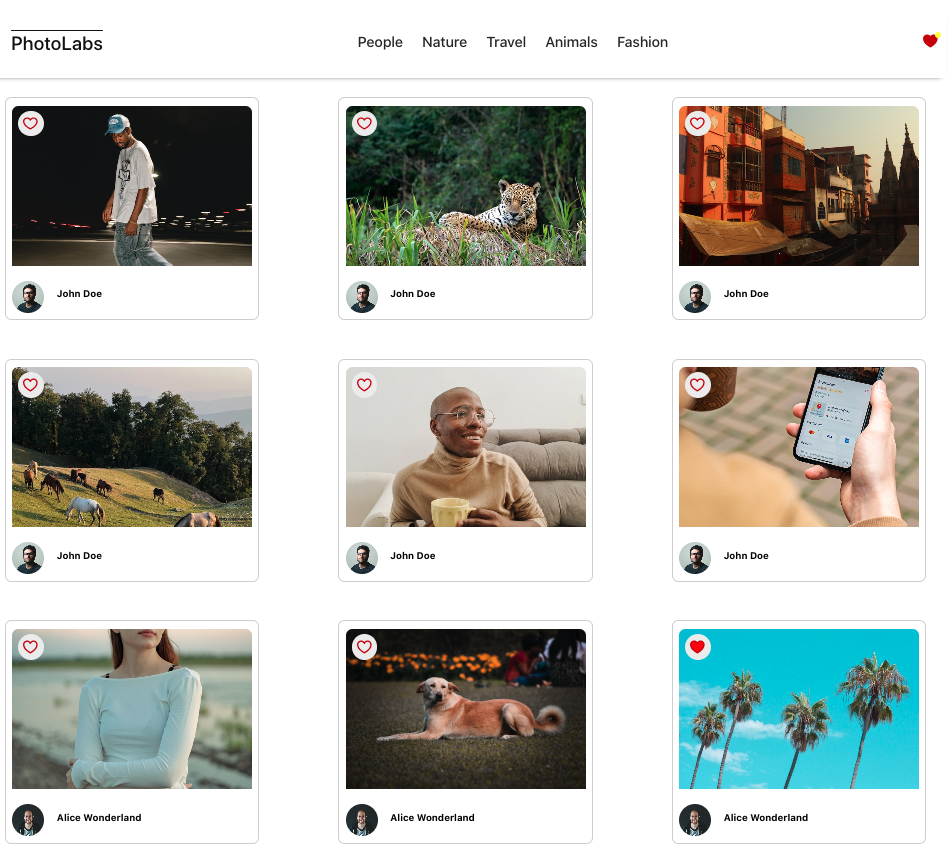 PhotoLabs
People Nature Travel Animals Fashion
John Doe John Doe John Doe
John Doe John Doe John Doe
Alice Wonderland Alice Wonderland Alice Wonderland